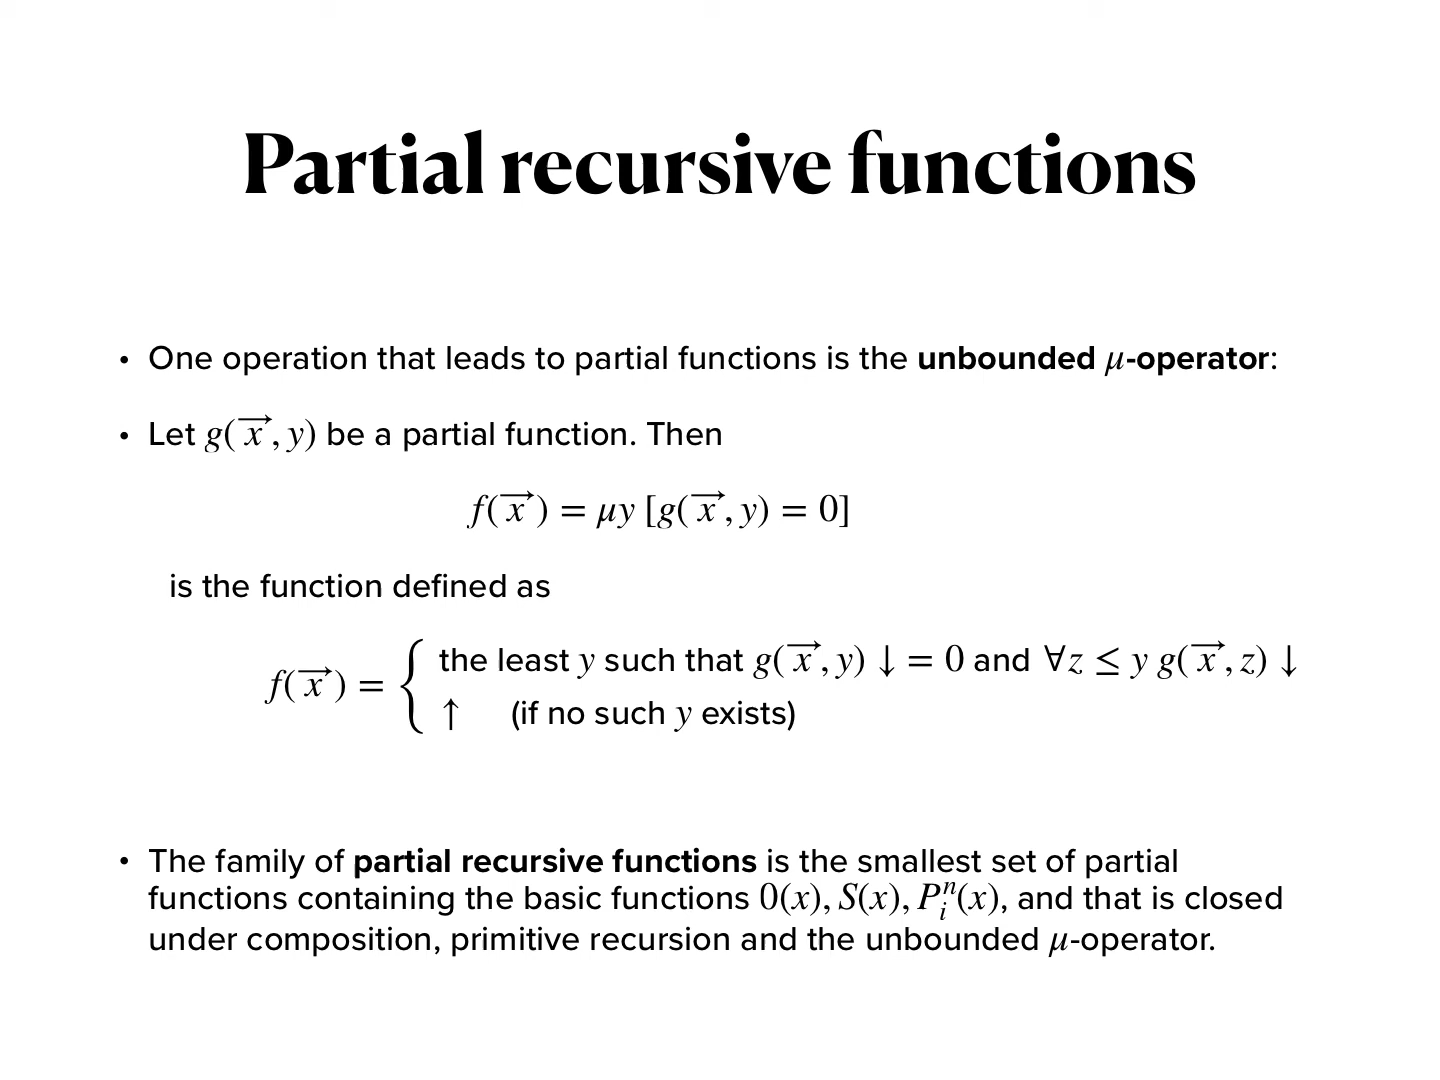 Partial recursive functions
• One operation that leads to partial functions is the unbounded μ-operator:
• Let g(x⃗, y) be a partial function. Then
f(x⃗) = μy [g(x⃗, y) = 0]
is the function defined as
f(x⃗) = { the least y such that g(x⃗, y) ↓ = 0 and ∀z ≤ y g(x⃗, z) ↓
↑ (if no such y exists)
• The family of partial recursive functions is the smallest set of partial
functions containing the basic functions 0(x), S(x), Pᵢⁿ(x), and that is closed
under composition, primitive recursion and the unbounded μ-operator.